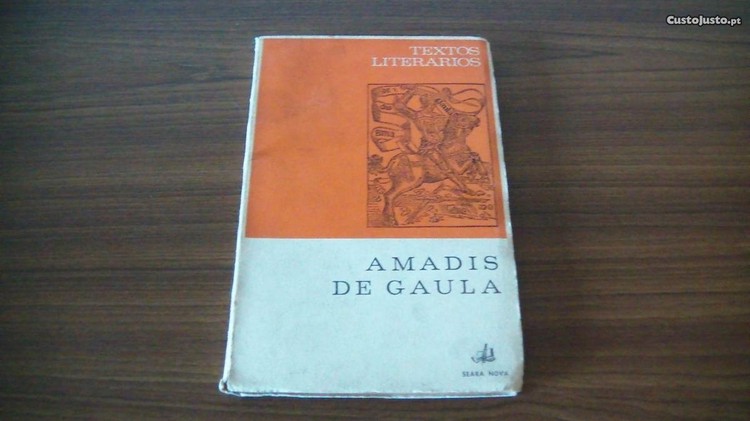 CustoJusto.pt
TEXTOS
LITERARIOS
AMADIS
DE GAULA
SEARA NOVA